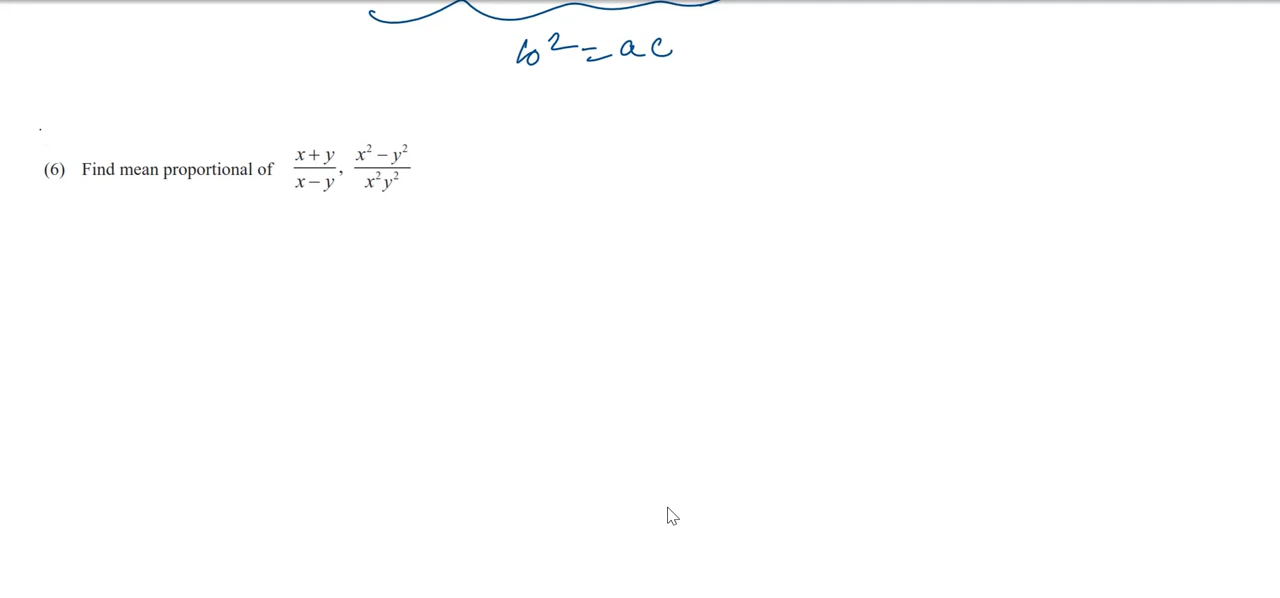 b²=ac
(6) Find mean proportional of (x+y)/(x−y), (x²−y²)/(x²y²)